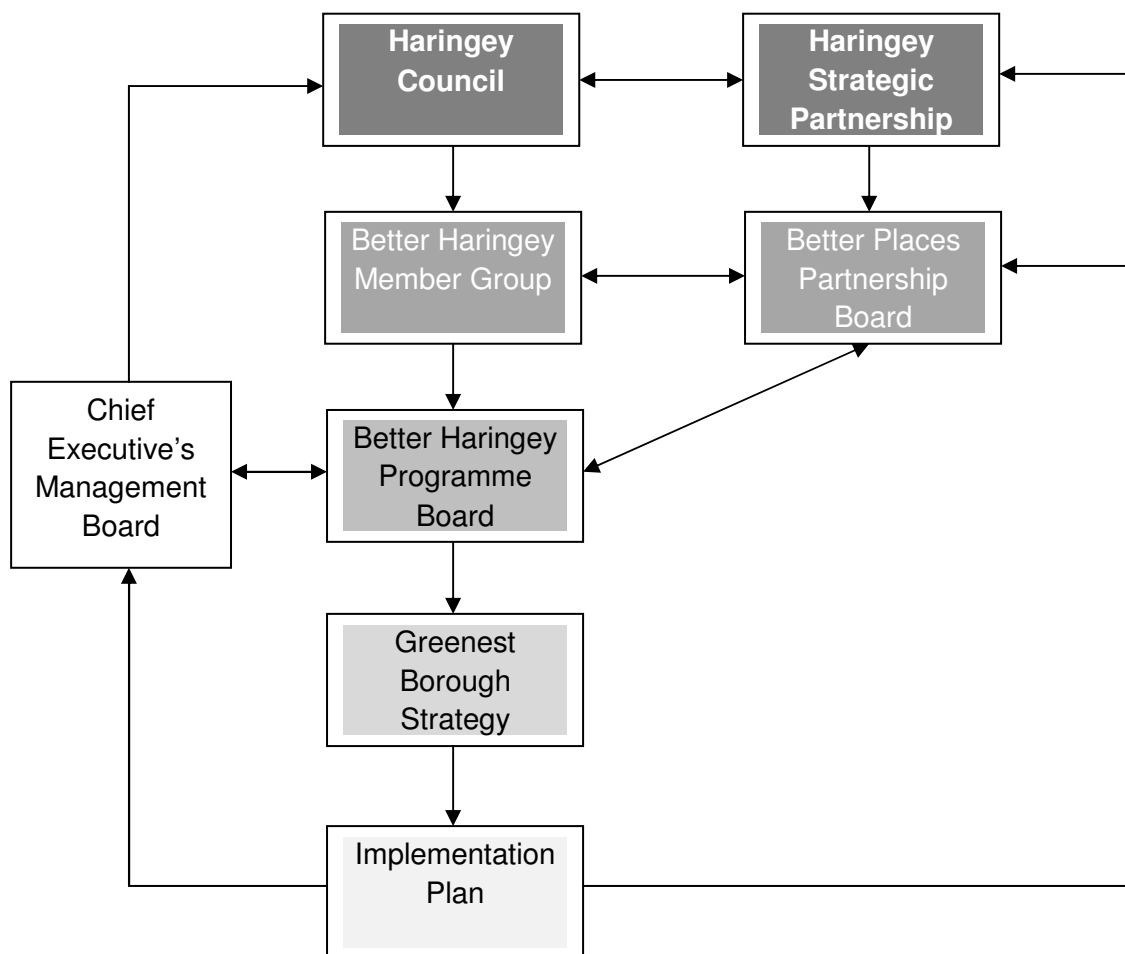 Haringey
Council
Haringey
Strategic
Partnership
Better Haringey
Member Group
Better Places
Partnership
Board
Chief
Executive’s
Management
Board
Better Haringey
Programme
Board
Greenest
Borough
Strategy
Implementation
Plan